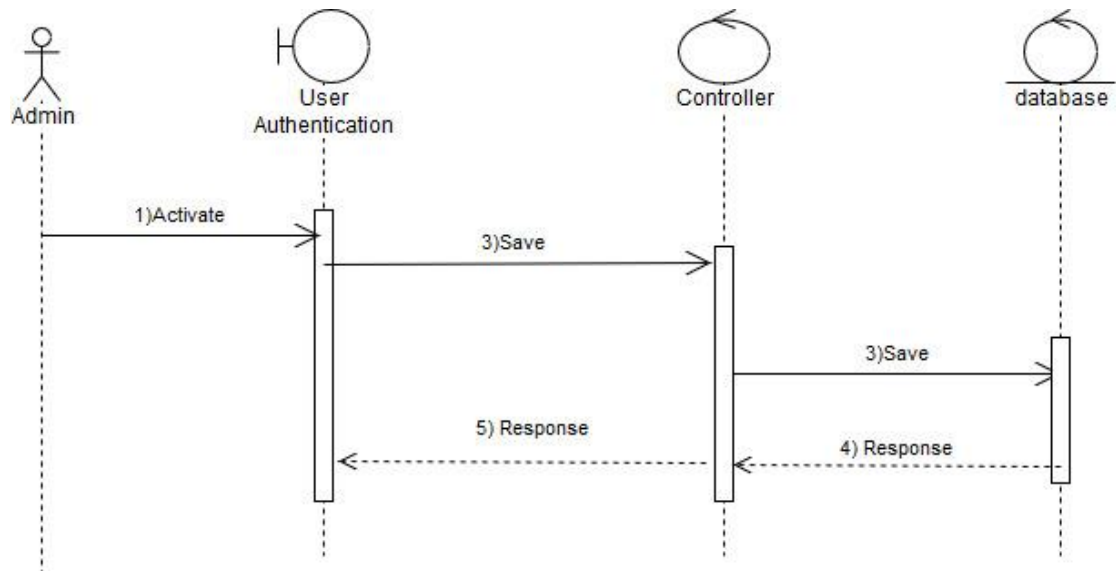 Admin
User
Authentication
Controller
database
1)Activate
3)Save
3)Save
5) Response
4) Response